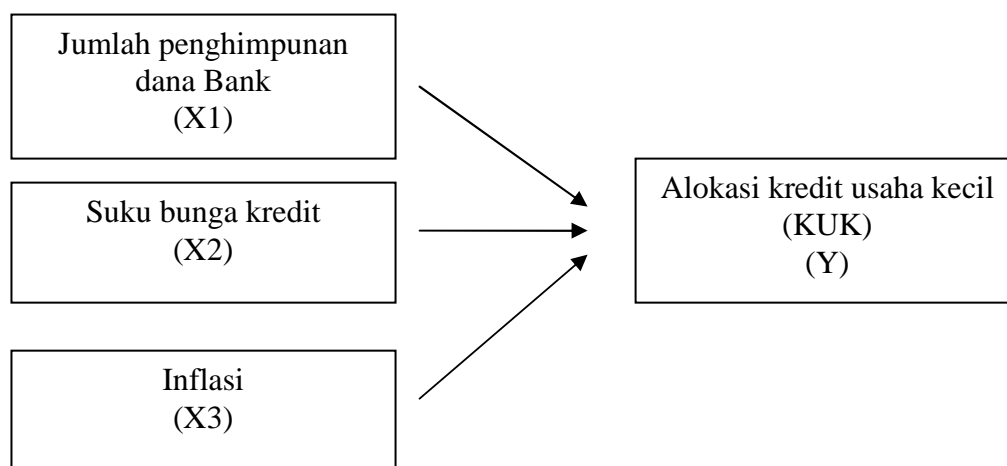 Jumlah penghimpunan
dana Bank
(X1)
Suku bunga kredit
(X2)
Inflasi
(X3)
Alokasi kredit usaha kecil
(KUK)
(Y)